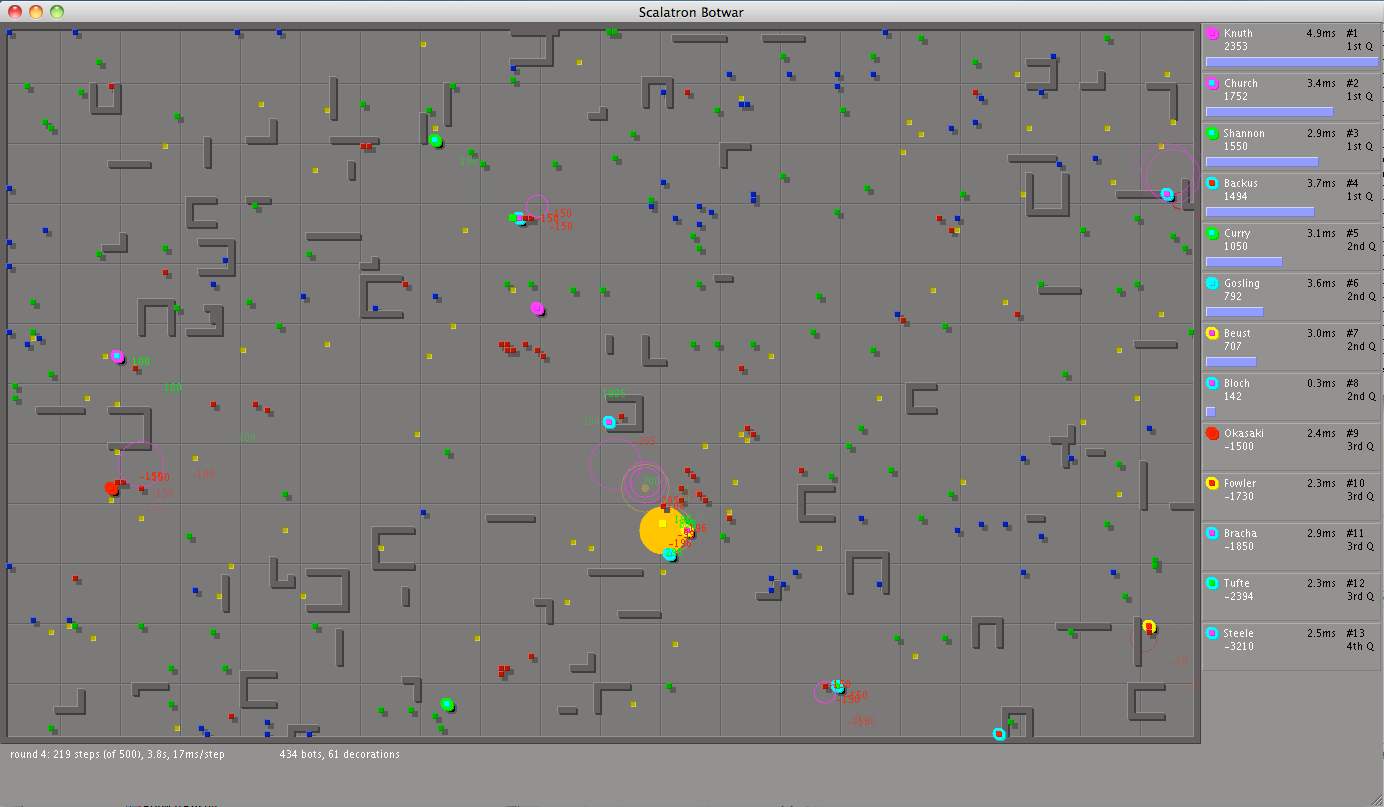 Scalatron Botwar
Knuth 4.9ms #1
2353 1st Q
Church 3.4ms #2
1752 1st Q
Shannon 2.9ms #3
1550 1st Q
Backus 3.7ms #4
1494 1st Q
Curry 3.1ms #5
1050 2nd Q
Gosling 3.6ms #6
792 2nd Q
Beust 3.0ms #7
707 2nd Q
Bloch 0.3ms #8
142 2nd Q
Okasaki 2.4ms #9
-1500 3rd Q
Fowler 2.3ms #10
-1730 3rd Q
Bracha 2.9ms #11
-1850 3rd Q
Tufte 2.3ms #12
-2394 3rd Q
Steele 2.5ms #13
-3210 4th Q
-150
-150
100
-100
round 4: 219 steps (of 500), 3.8s, 17ms/step 434 bots, 61 decorations